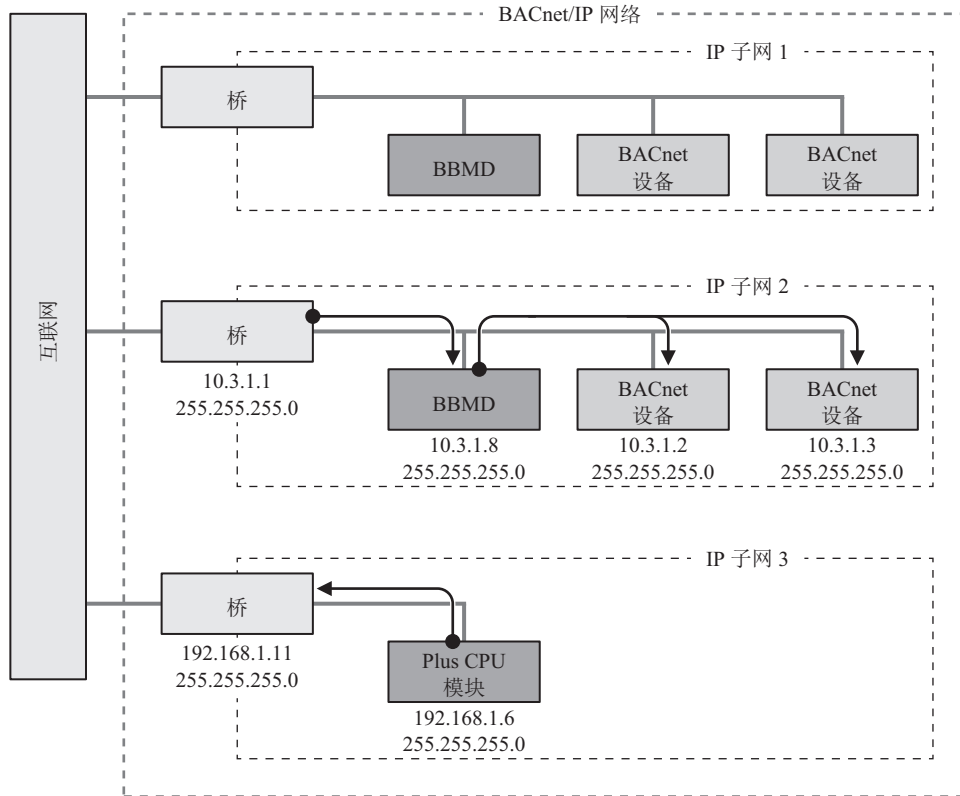 BACnet/IP 网络
IP 子网 1
桥
BBMD
BACnet
设备
BACnet
设备
互联网
IP 子网 2
桥
10.3.1.1
255.255.255.0
BBMD
10.3.1.8
255.255.255.0
BACnet
设备
10.3.1.2
255.255.255.0
BACnet
设备
10.3.1.3
255.255.255.0
IP 子网 3
桥
192.168.1.11
255.255.255.0
Plus CPU
模块
192.168.1.6
255.255.255.0